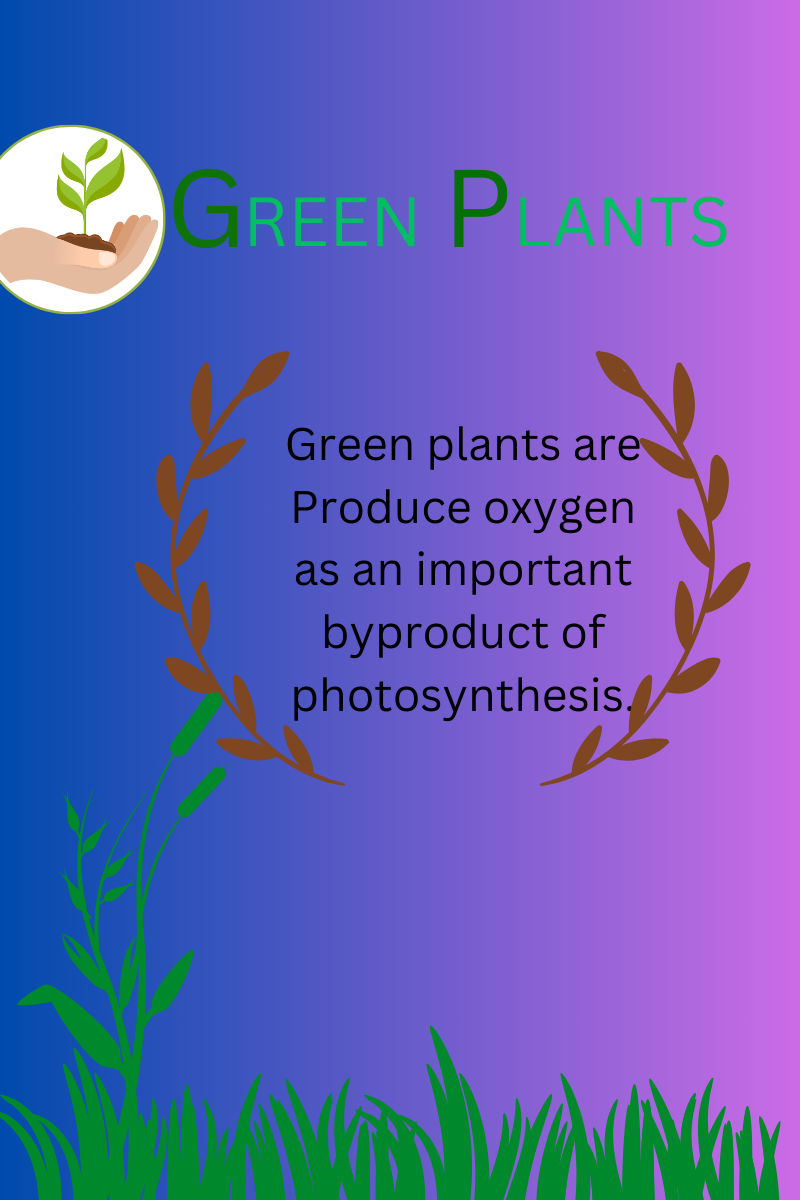 Green Plants
Green plants are
Produce oxygen
as an important
byproduct of
photosynthesis.